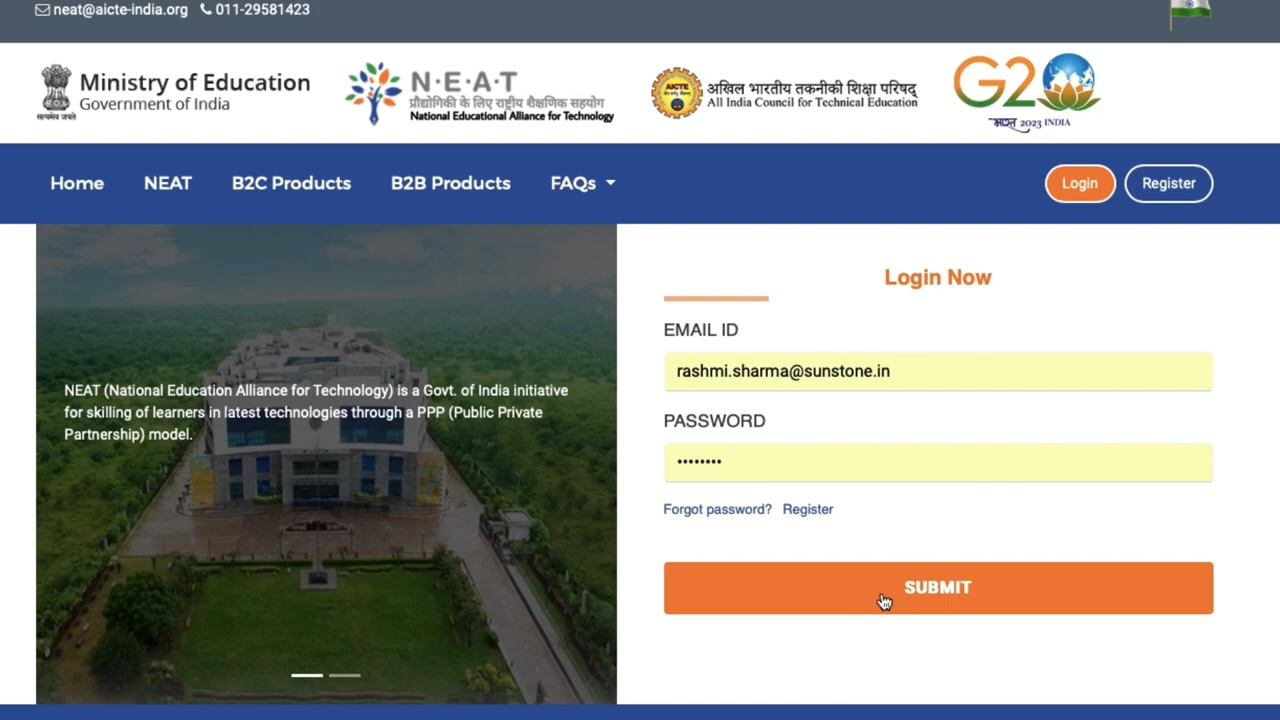 neat@aicte-india.org 011-29581423
Ministry of Education
Government of India
सत्यमेव जयते
N·E·A·T
प्रौद्योगिकी के लिए राष्ट्रीय शैक्षणिक सहयोग
National Educational Alliance for Technology
AICTE
अखिल भारतीय तकनीकी शिक्षा परिषद्
All India Council for Technical Education
G20
भारत 2023 INDIA
Home NEAT B2C Products B2B Products FAQs Login Register
NEAT (National Education Alliance for Technology) is a Govt. of India initiative
for skilling of learners in latest technologies through a PPP (Public Private
Partnership) model.
Login Now
EMAIL ID
rashmi.sharma@sunstone.in
PASSWORD
••••••••
Forgot password? Register
SUBMIT